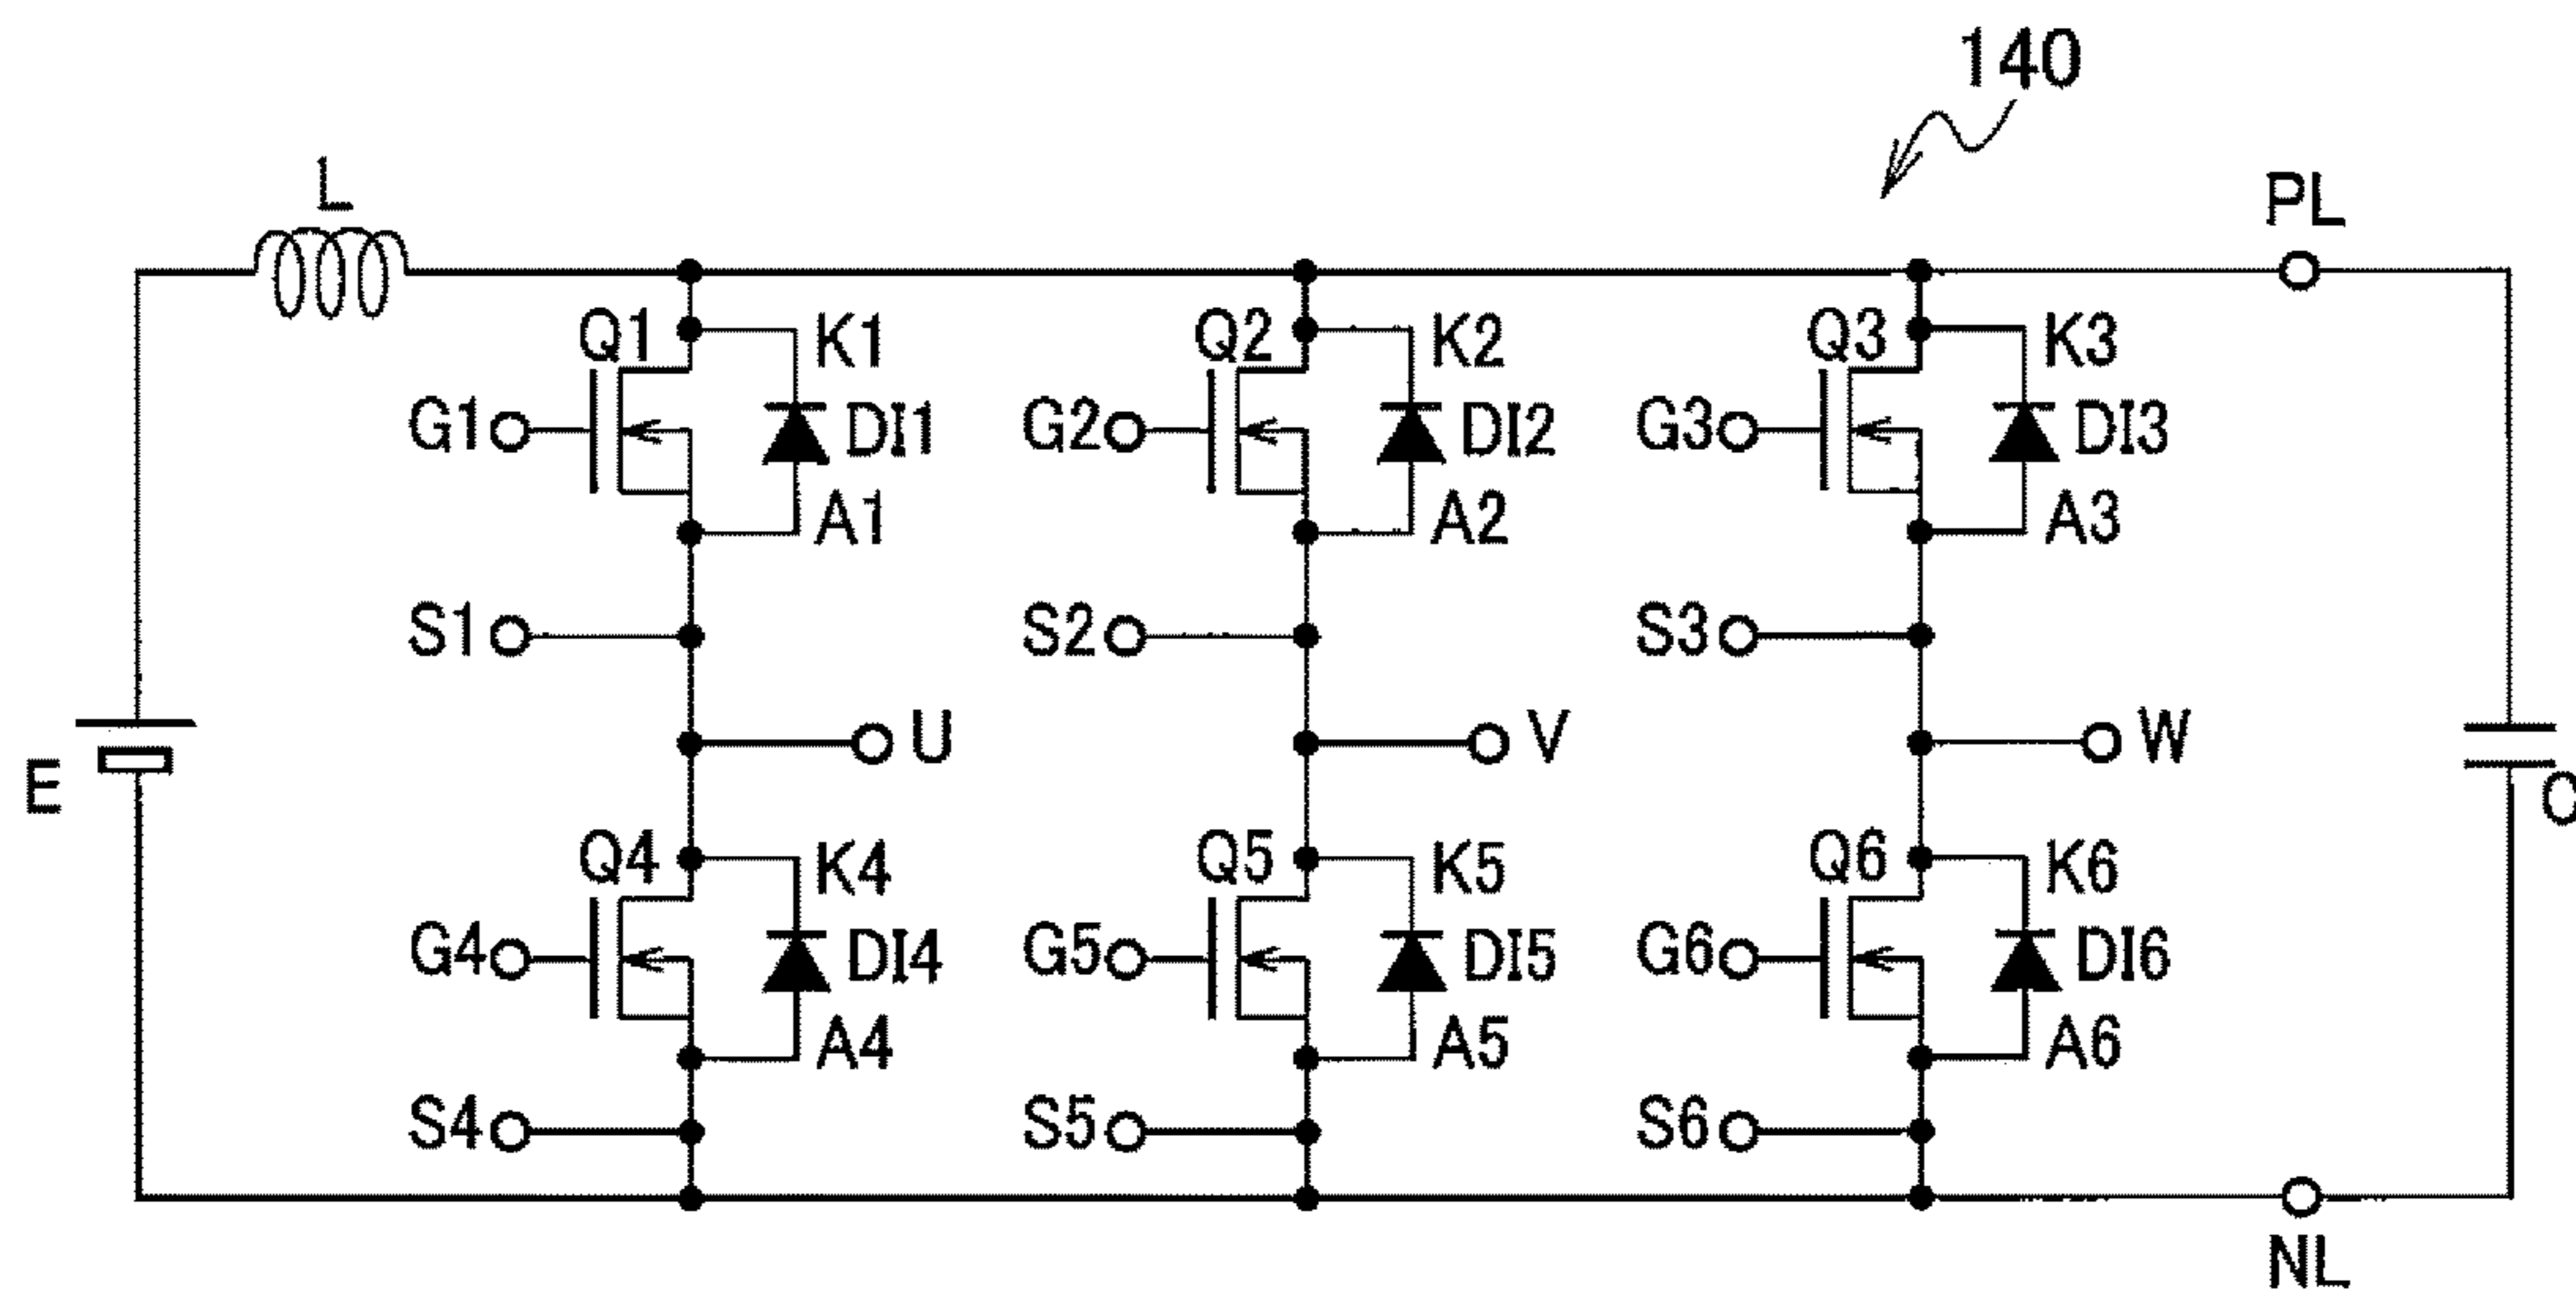 140
L
PL
Q1 K1 Q2 K2 Q3 K3
G1 DI1 G2 DI2 G3 DI3
A1 A2 A3
S1 S2 S3
U V W
E
Q4 K4 Q5 K5 Q6 K6
G4 DI4 G5 DI5 G6 DI6
A4 A5 A6
S4 S5 S6
NL